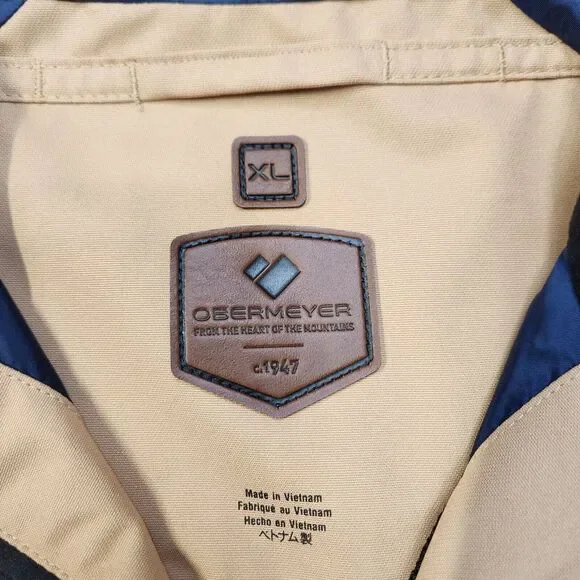 XL
OBERMEYER
FROM THE HEART OF THE MOUNTAINS
c.1947
Made in Vietnam
Fabriqué au Vietnam
Hecho en Vietnam
ベトナム製